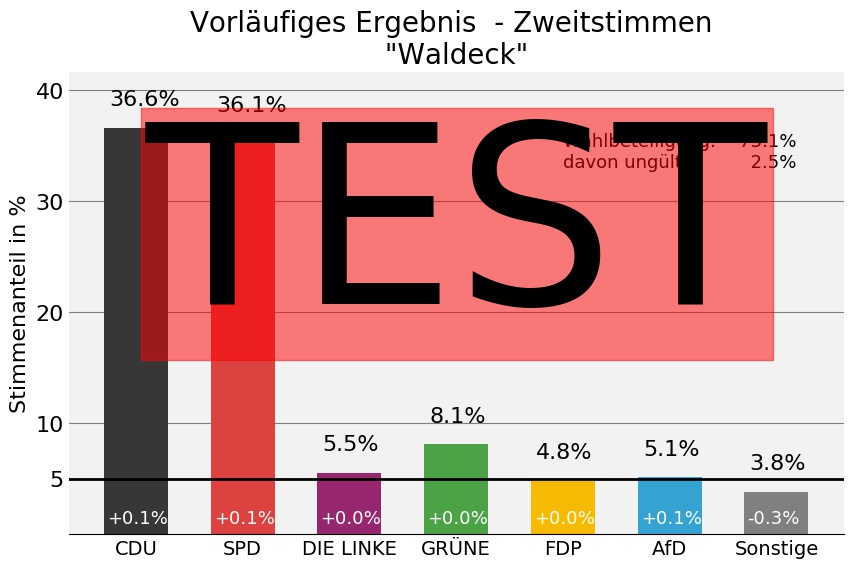 Vorläufiges Ergebnis - Zweitstimmen
"Waldeck"
Stimmenanteil in %
40
30
20
10
5
36.6%
36.1%
5.5%
8.1%
4.8%
5.1%
3.8%
TEST
Wahlbeteiligung: 73.1%
davon ungült 2.5%
+0.1%
+0.1%
+0.0%
+0.0%
+0.0%
+0.1%
-0.3%
CDU
SPD
DIE LINKE
GRÜNE
FDP
AfD
Sonstige